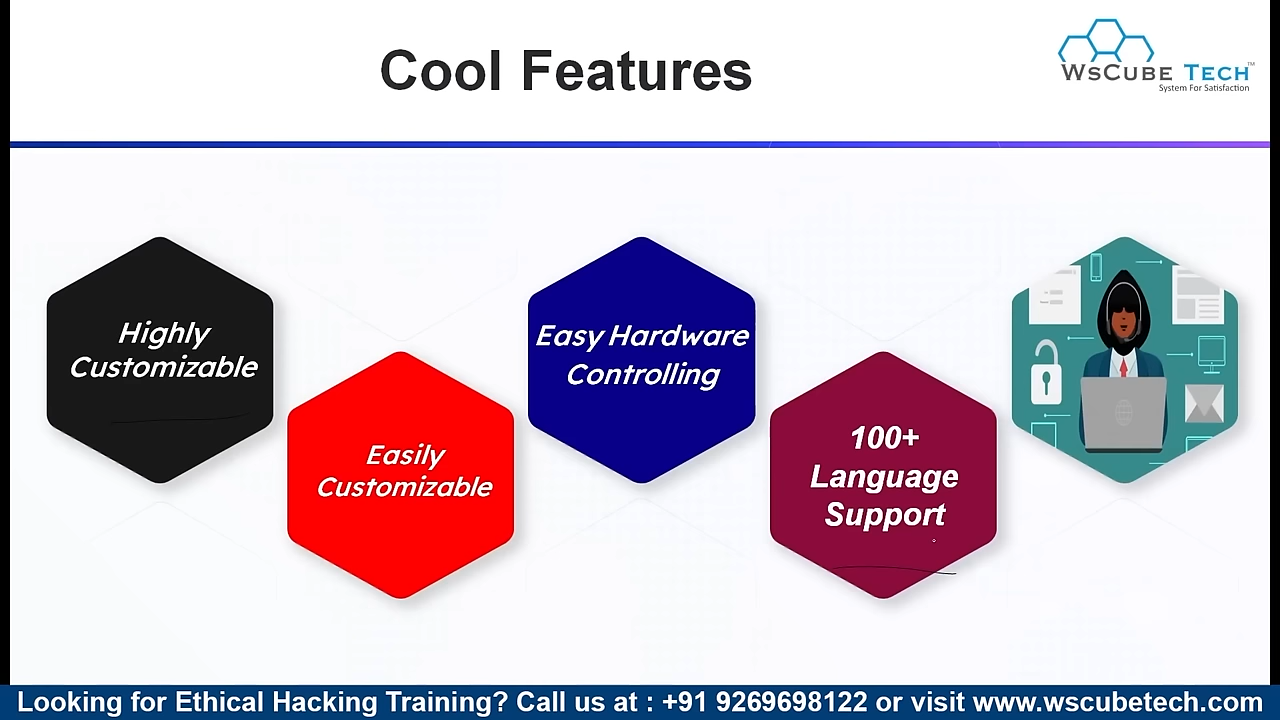 Cool Features
WsCube Tech™
System For Satisfaction
Highly
Customizable
Easily
Customizable
Easy Hardware
Controlling
100+
Language
Support
Looking for Ethical Hacking Training? Call us at : +91 9269698122 or visit www.wscubetech.com